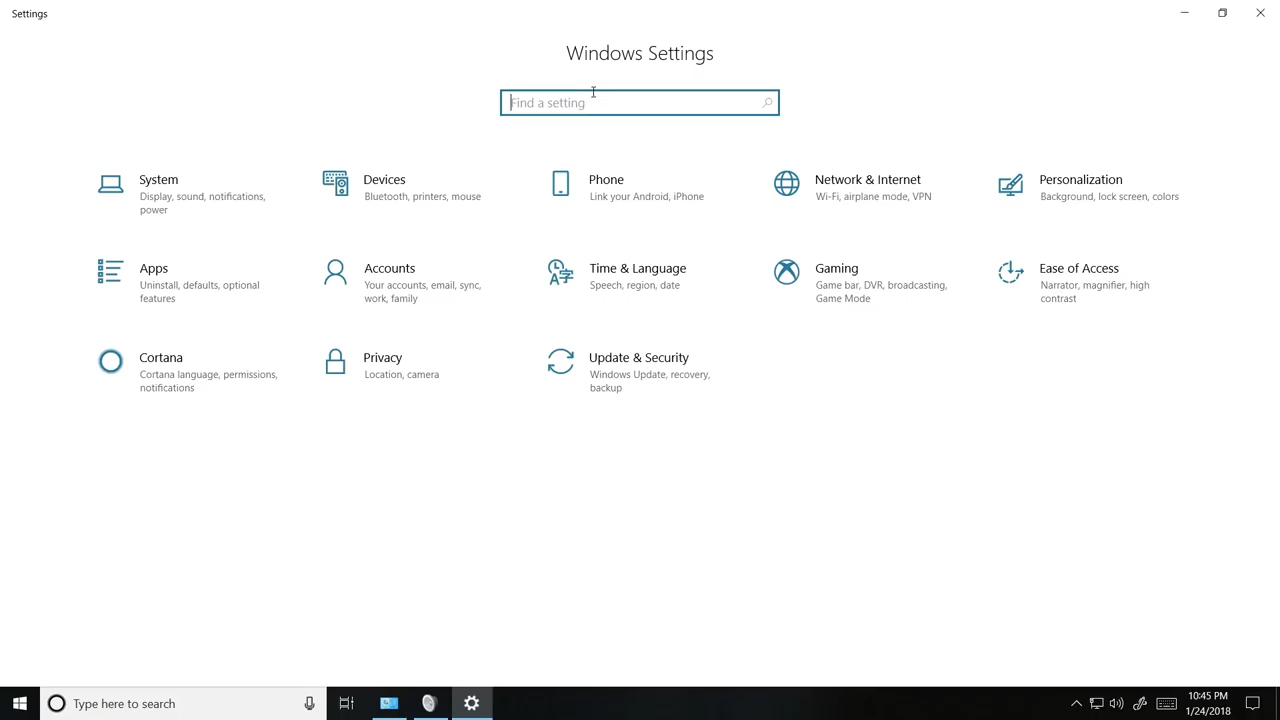 Settings
Windows Settings
Find a setting
System
Display, sound, notifications,
power
Devices
Bluetooth, printers, mouse
Phone
Link your Android, iPhone
Network & Internet
Wi-Fi, airplane mode, VPN
Personalization
Background, lock screen, colors
Apps
Uninstall, defaults, optional
features
Accounts
Your accounts, email, sync,
work, family
Time & Language
Speech, region, date
Gaming
Game bar, DVR, broadcasting,
Game Mode
Ease of Access
Narrator, magnifier, high
contrast
Cortana
Cortana language, permissions,
notifications
Privacy
Location, camera
Update & Security
Windows Update, recovery,
backup
Type here to search
10:45 PM
1/24/2018